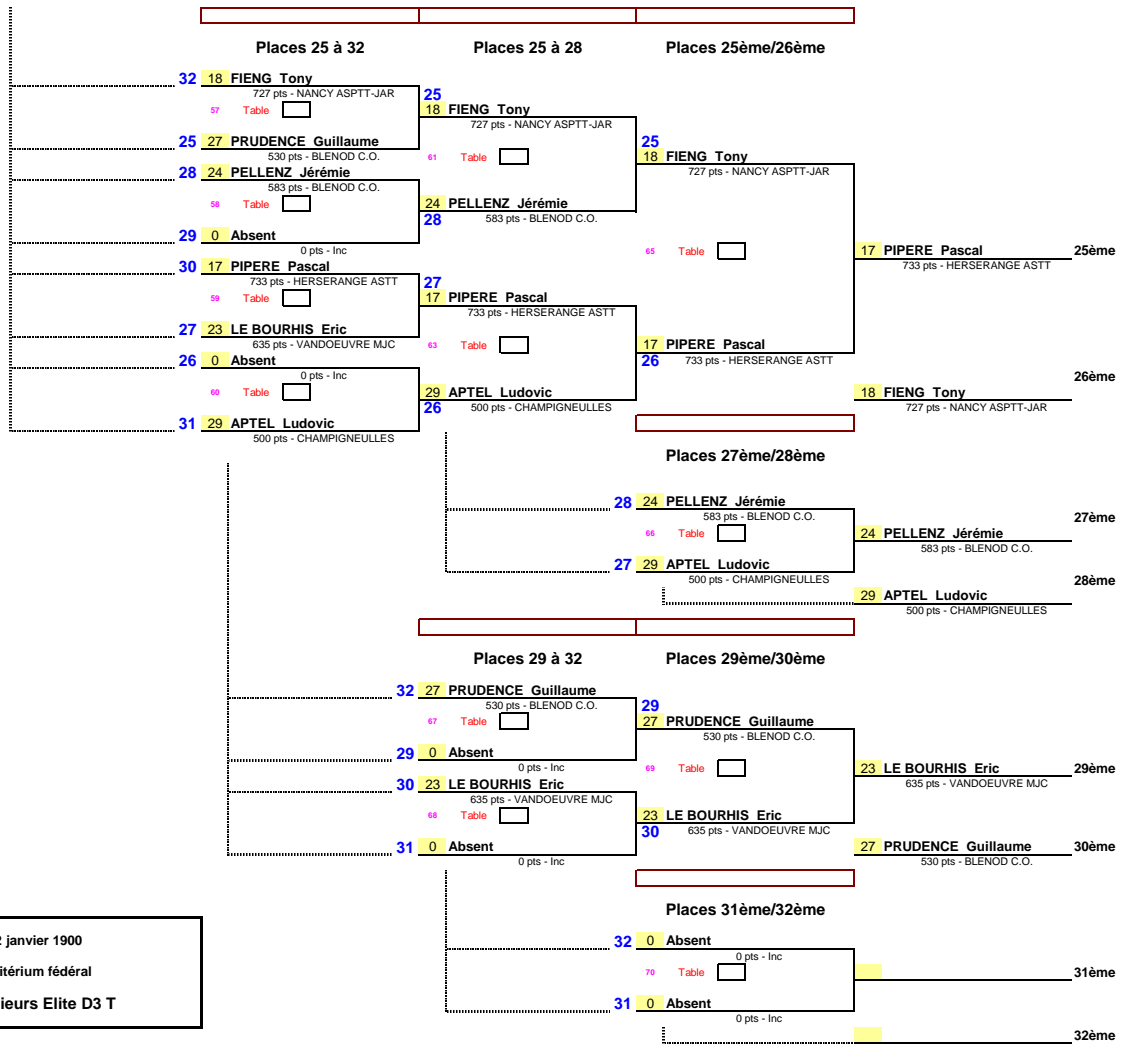 Places 25 à 32 Places 25 à 28 Places 25ème/26ème
32 18 FIENG Tony
727 pts - NANCY ASPTT-JAR
57 Table
25 27 PRUDENCE Guillaume
530 pts - BLENOD C.O.
28 24 PELLENZ Jérémie
583 pts - BLENOD C.O.
58 Table
29 0 Absent
0 pts - Inc
30 17 PIPERE Pascal
733 pts - HERSERANGE ASTT
59 Table
27 23 LE BOURHIS Eric
635 pts - VANDOEUVRE MJC
26 0 Absent
0 pts - Inc
60 Table
31 29 APTEL Ludovic
500 pts - CHAMPIGNEULLES
25
18 FIENG Tony
727 pts - NANCY ASPTT-JAR
61 Table
24 PELLENZ Jérémie
28 583 pts - BLENOD C.O.
27
17 PIPERE Pascal
733 pts - HERSERANGE ASTT
63 Table
29 APTEL Ludovic
26 500 pts - CHAMPIGNEULLES
25
18 FIENG Tony
727 pts - NANCY ASPTT-JAR
65 Table
17 PIPERE Pascal
26 733 pts - HERSERANGE ASTT
17 PIPERE Pascal 25ème
733 pts - HERSERANGE ASTT
26ème
18 FIENG Tony
727 pts - NANCY ASPTT-JAR
Places 27ème/28ème
28 24 PELLENZ Jérémie
583 pts - BLENOD C.O.
66 Table
27 29 APTEL Ludovic
500 pts - CHAMPIGNEULLES
27ème
24 PELLENZ Jérémie
583 pts - BLENOD C.O.
28ème
29 APTEL Ludovic
500 pts - CHAMPIGNEULLES
Places 29 à 32 Places 29ème/30ème
32 27 PRUDENCE Guillaume
530 pts - BLENOD C.O.
67 Table
29 0 Absent
0 pts - Inc
30 23 LE BOURHIS Eric
635 pts - VANDOEUVRE MJC
68 Table
31 0 Absent
0 pts - Inc
29
27 PRUDENCE Guillaume
530 pts - BLENOD C.O.
69 Table
23 LE BOURHIS Eric
30 635 pts - VANDOEUVRE MJC
23 LE BOURHIS Eric 29ème
635 pts - VANDOEUVRE MJC
27 PRUDENCE Guillaume 30ème
530 pts - BLENOD C.O.
Places 31ème/32ème
32 0 Absent
0 pts - Inc
70 Table
31 0 Absent
0 pts - Inc
31ème
32ème
janvier 1900
itérium fédéral
ieurs Elite D3 T